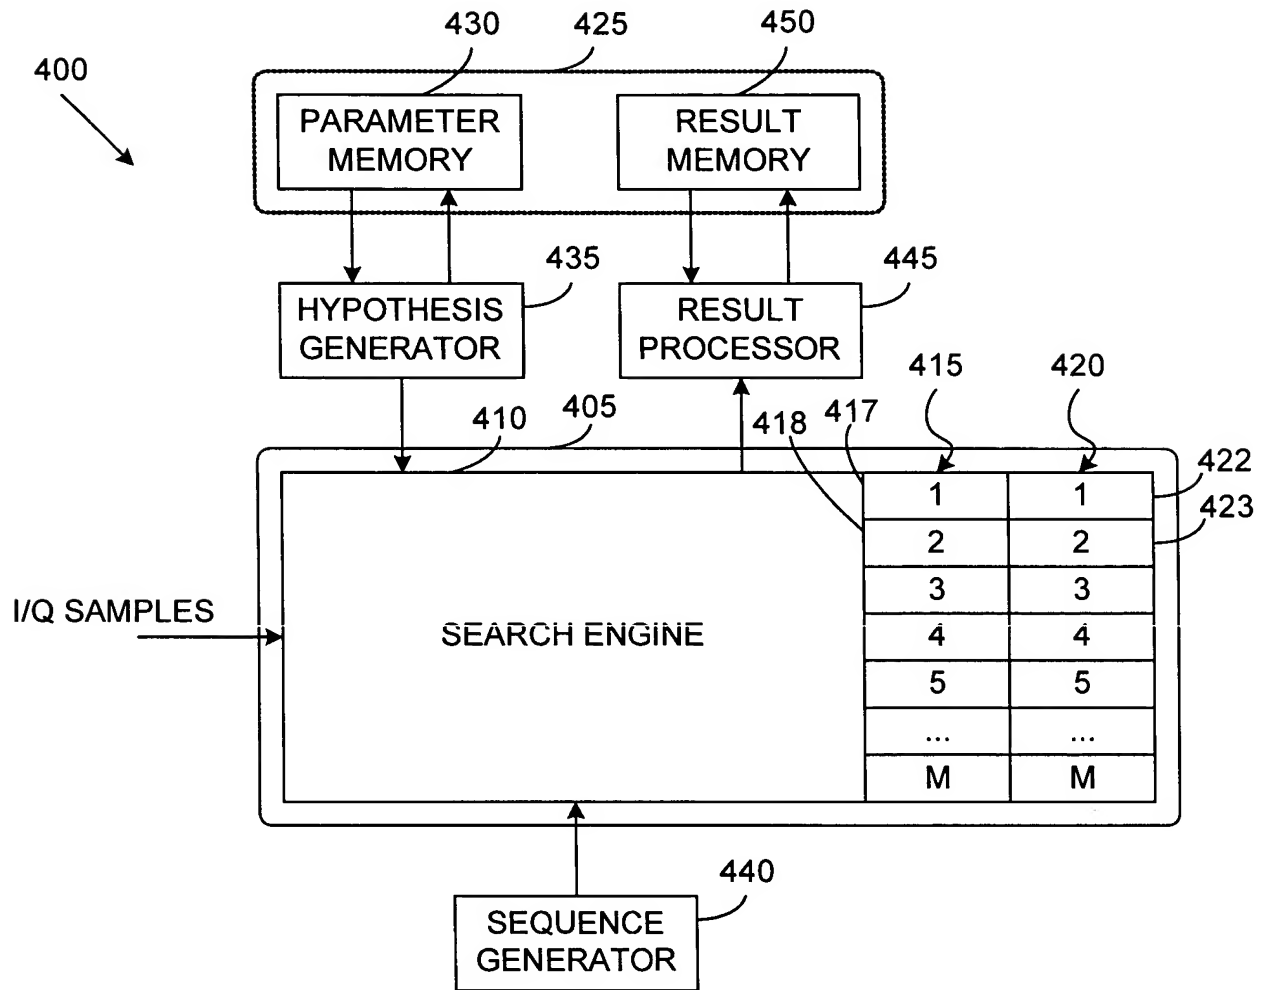 430
425
450
400
PARAMETER
MEMORY
RESULT
MEMORY
435
445
HYPOTHESIS
GENERATOR
RESULT
PROCESSOR
415
420
410
405
418
417
422
423
1
1
2
2
3
3
4
4
5
5
...
...
M
M
I/Q SAMPLES
SEARCH ENGINE
440
SEQUENCE
GENERATOR